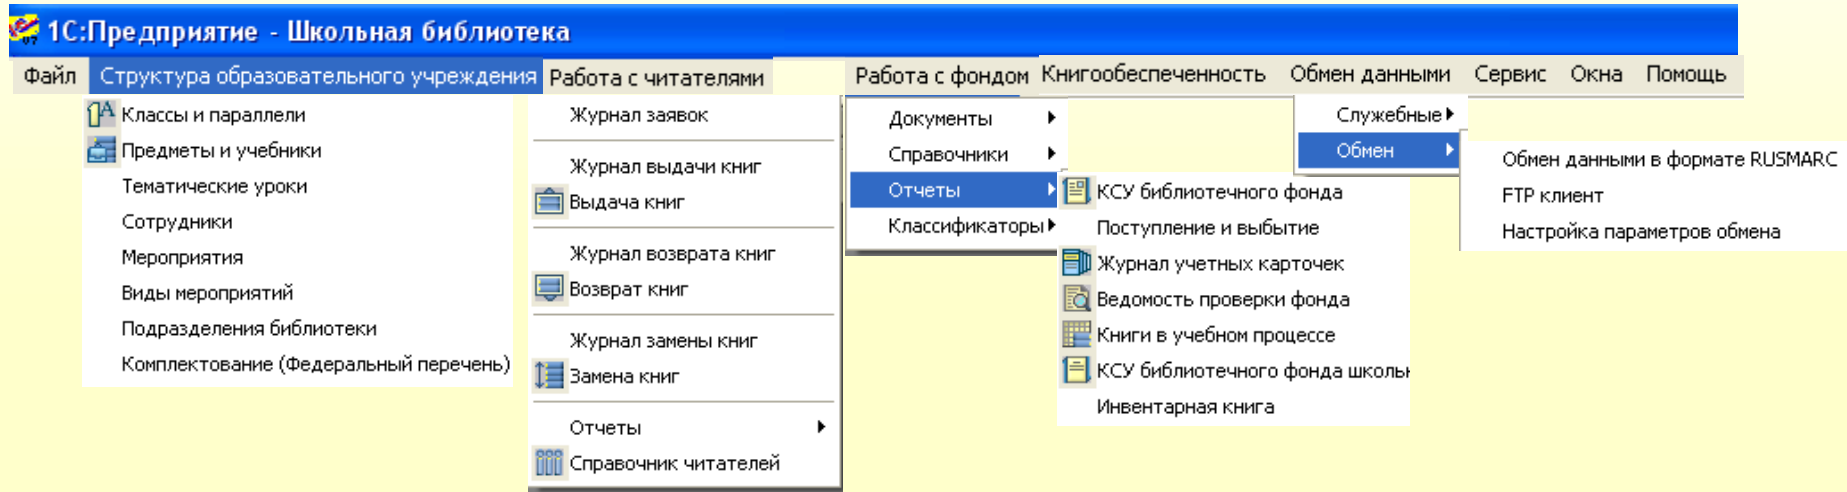 1С:Предприятие - Школьная библиотека
Файл Структура образовательного учреждения Работа с читателями Работа с фондом Книгообеспеченность Обмен данными Сервис Окна Помощь
Классы и параллели
Предметы и учебники
Тематические уроки
Сотрудники
Мероприятия
Виды мероприятий
Подразделения библиотеки
Комплектование (Федеральный перечень)
Журнал заявок
Журнал выдачи книг
Выдача книг
Журнал возврата книг
Возврат книг
Журнал замены книг
Замена книг
Отчеты
Справочник читателей
Документы
Справочники
Отчеты
Классификаторы
КСУ библиотечного фонда
Поступление и выбытие
Журнал учетных карточек
Ведомость проверки фонда
Книги в учебном процессе
КСУ библиотечного фонда школы
Инвентарная книга
Служебные
Обмен
Обмен данными в формате RUSMARC
FTP клиент
Настройка параметров обмена